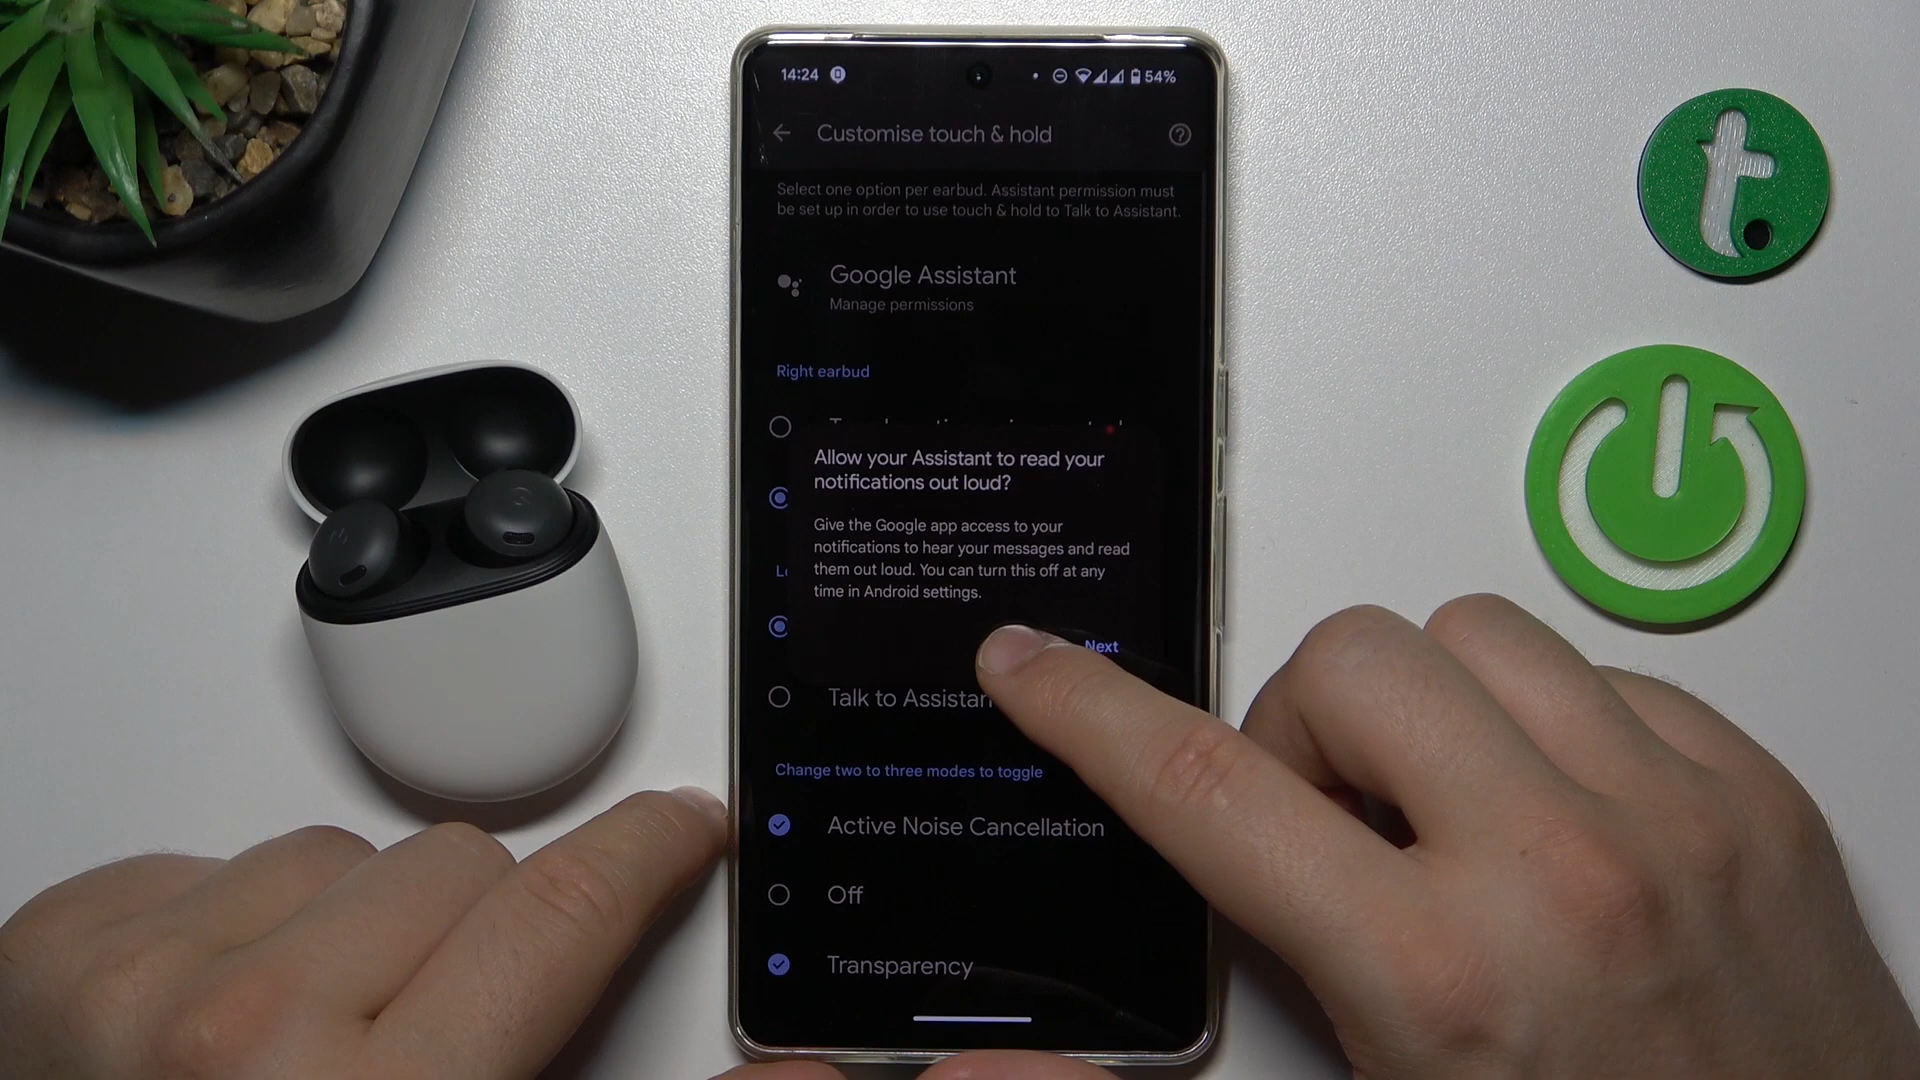 14:24
54%
Customise touch & hold
Select one option per earbud. Assistant permission must
be set up in order to use touch & hold to Talk to Assistant.
Google Assistant
Manage permissions
Right earbud
Allow your Assistant to read your
notifications out loud?
Give the Google app access to your
notifications to hear your messages and read
them out loud. You can turn this off at any
time in Android settings.
Next
Talk to Assistan
Change two to three modes to toggle
Active Noise Cancellation
Off
Transparency
t.